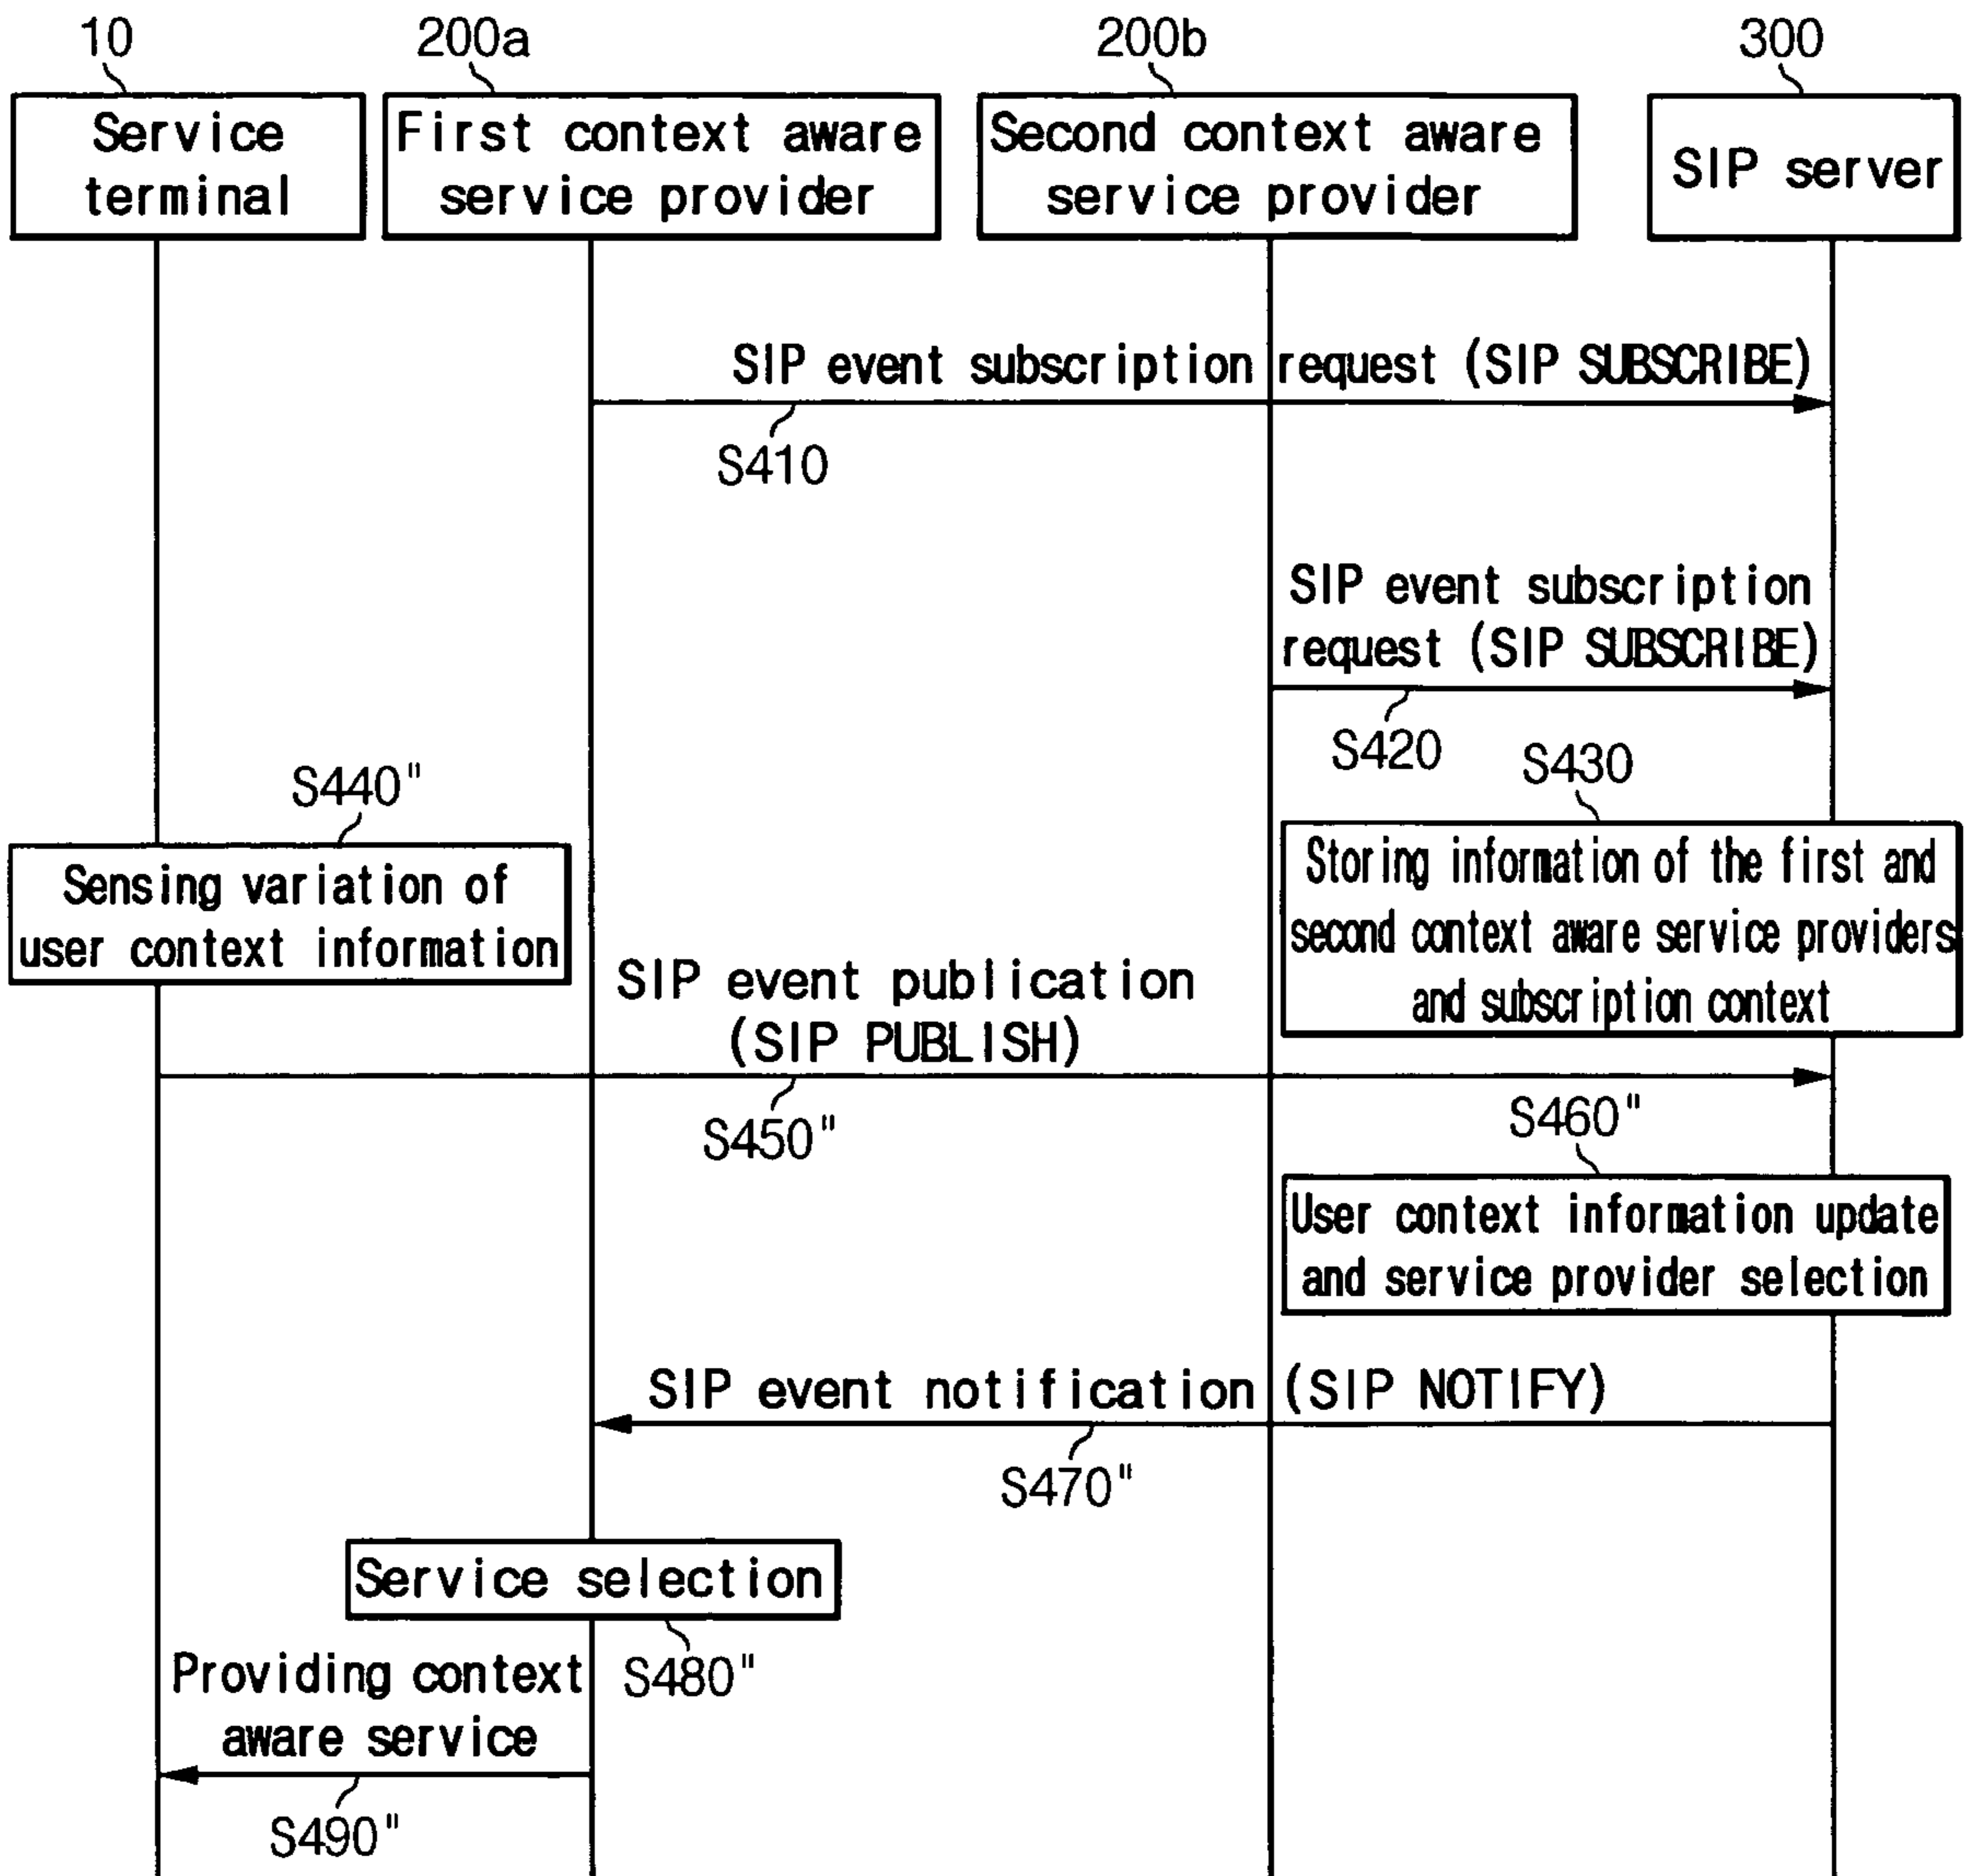 10
200a
200b
300
Service
terminal
First context aware
service provider
Second context aware
service provider
SIP server
SIP event subscription request (SIP SUBSCRIBE)
S410
SIP event subscription
request (SIP SUBSCRIBE)
S420
S430
S440"
Storing information of the first and
second context aware service providers
and subscription context
Sensing variation of
user context information
SIP event publication
(SIP PUBLISH)
S450"
S460"
User context information update
and service provider selection
SIP event notification (SIP NOTIFY)
S470"
Service selection
S480"
Providing context
aware service
S490"